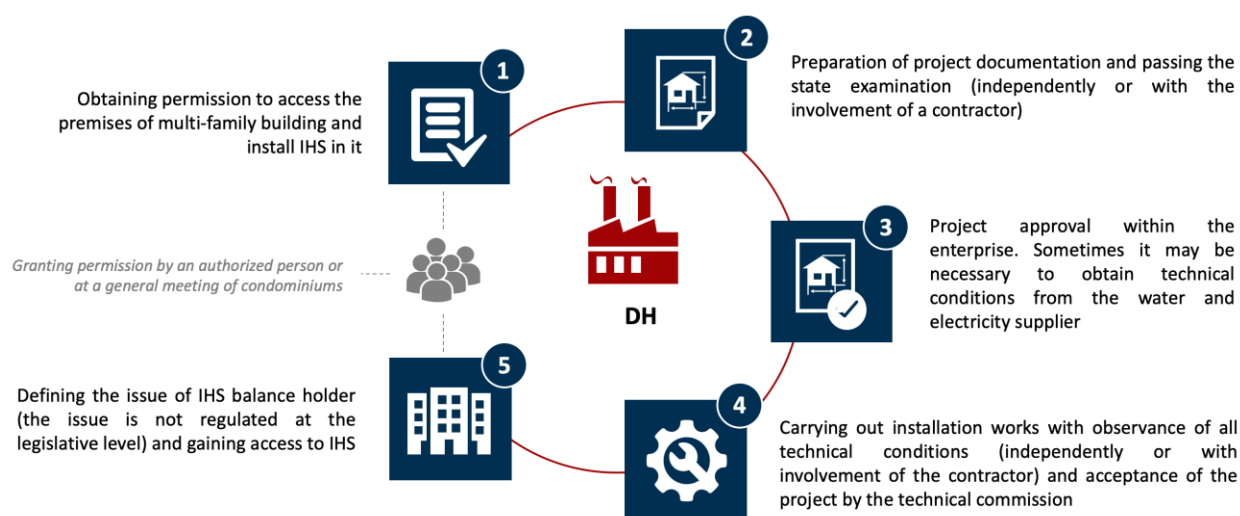 1
Obtaining permission to access the
premises of multi-family building and
install IHS in it
2
Preparation of project documentation and passing the
state examination (independently or with the
involvement of a contractor)
3
Project approval within the
enterprise. Sometimes it may be
necessary to obtain technical
conditions from the water and
electricity supplier
Granting permission by an authorized person or
at a general meeting of condominiums
DH
5
Defining the issue of IHS balance holder
(the issue is not regulated at the
legislative level) and gaining access to IHS
4
Carrying out installation works with observance of all
technical conditions (independently or with
involvement of the contractor) and acceptance of the
project by the technical commission